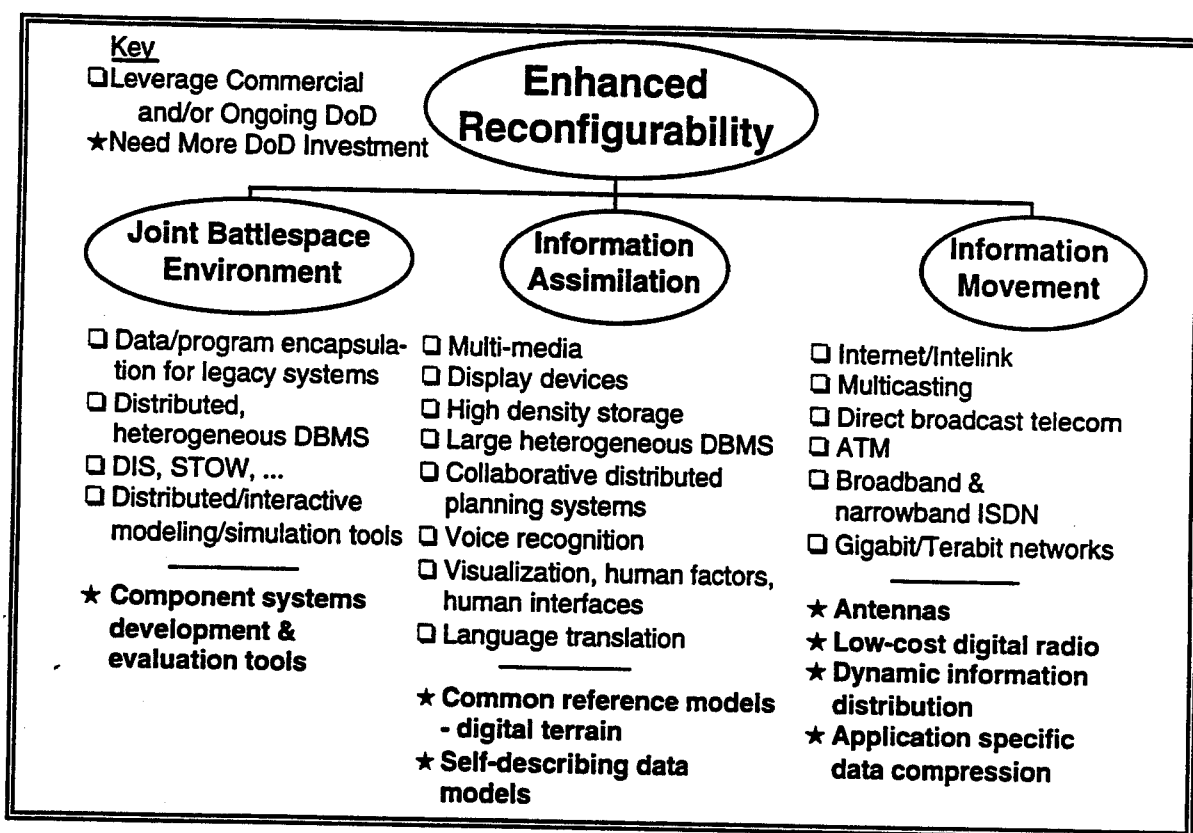 Key
❑Leverage Commercial
and/or Ongoing DoD
★Need More DoD Investment
Enhanced
Reconfigurability
Joint Battlespace
Environment
❑ Data/program encapsula-
tion for legacy systems
❑ Distributed,
heterogeneous DBMS
❑ DIS, STOW, ...
❑ Distributed/interactive
modeling/simulation tools
★ Component systems
development &
evaluation tools
Information
Assimilation
❑ Multi-media
❑ Display devices
❑ High density storage
❑ Large heterogeneous DBMS
❑ Collaborative distributed
planning systems
❑ Voice recognition
❑ Visualization, human factors,
human interfaces
❑ Language translation
★ Common reference models
- digital terrain
★ Self-describing data
models
Information
Movement
❑ Internet/Intelink
❑ Multicasting
❑ Direct broadcast telecom
❑ ATM
❑ Broadband &
narrowband ISDN
❑ Gigabit/Terabit networks
★ Antennas
★ Low-cost digital radio
★ Dynamic information
distribution
★ Application specific
data compression